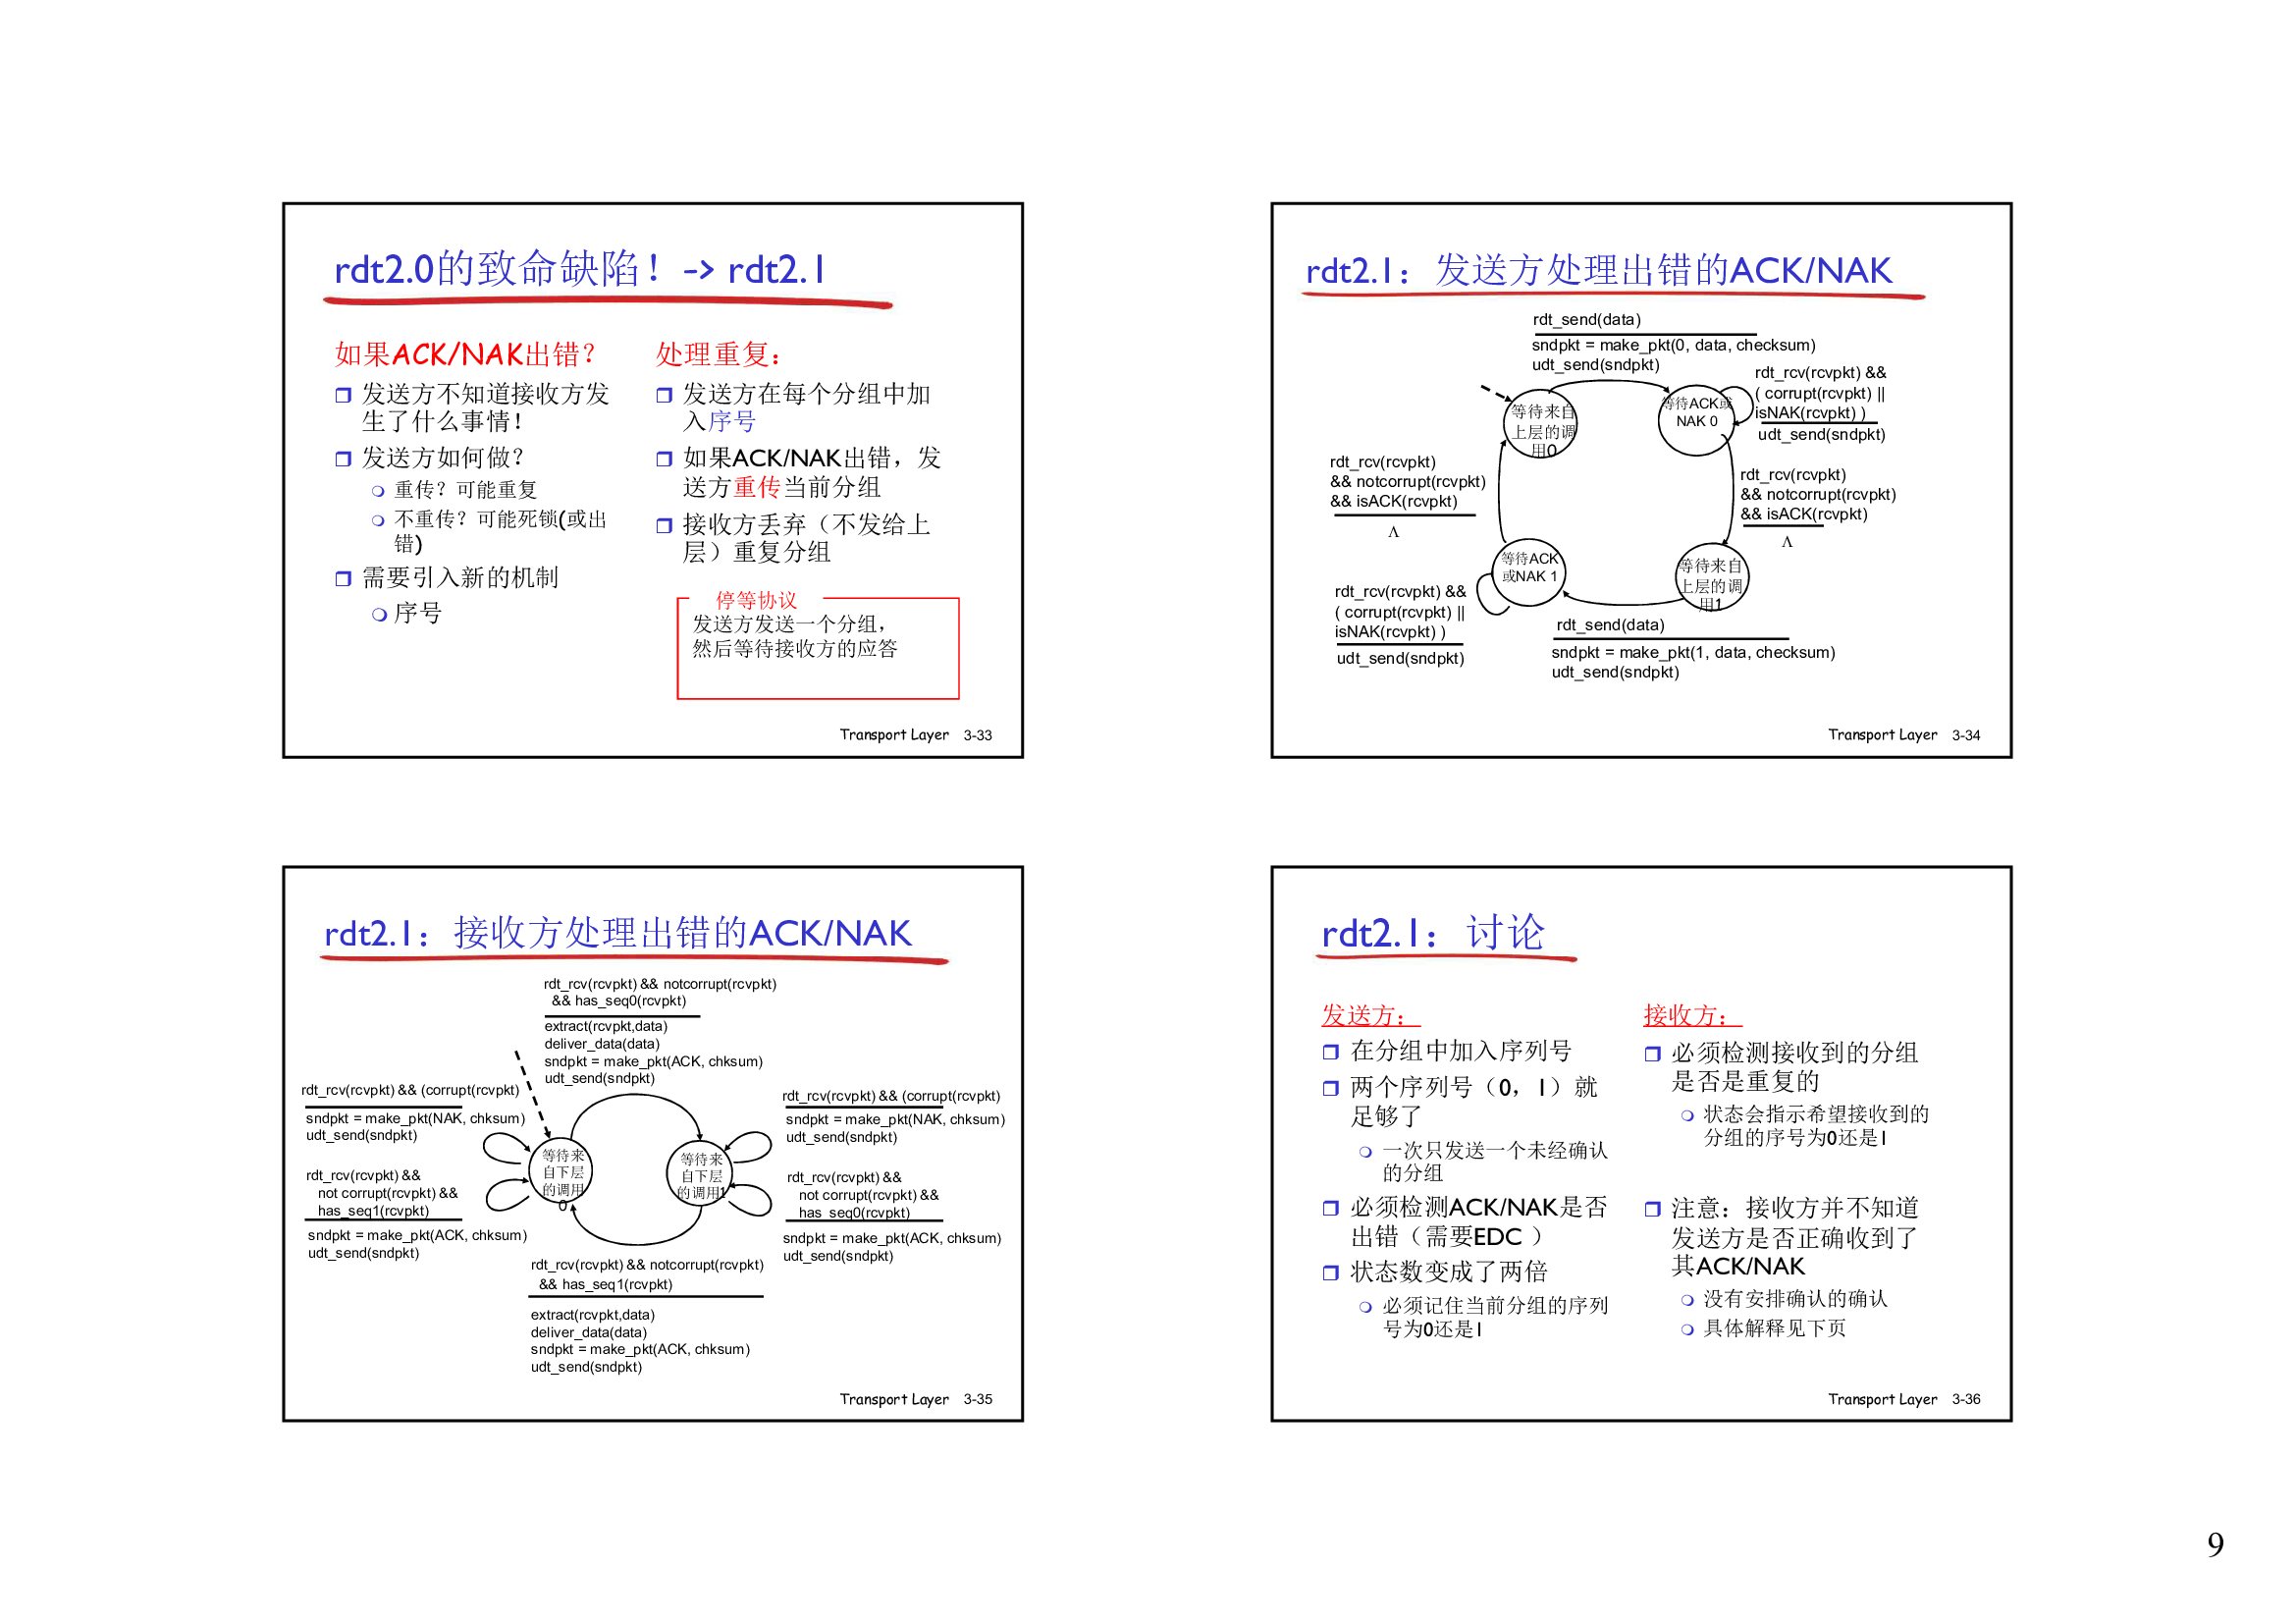 rdt2.0的致命缺陷！-> rdt2.1
如果ACK/NAK出错？
发送方不知道接收方发
生了什么事情！
发送方如何做？
重传？可能重复
不重传？可能死锁(或出
错)
需要引入新的机制
序号
处理重复：
发送方在每个分组中加
入序号
如果ACK/NAK出错，发
送方重传当前分组
接收方丢弃（不发给上
层）重复分组
停等协议
发送方发送一个分组，
然后等待接收方的应答
Transport Layer 3-33
rdt2.1：发送方处理出错的ACK/NAK
rdt_send(data)
sndpkt = make_pkt(0, data, checksum)
udt_send(sndpkt)
rdt_rcv(rcvpkt) &&
( corrupt(rcvpkt) ||
isNAK(rcvpkt) )
udt_send(sndpkt)
等待来自
上层的调
用0
等待ACK或
NAK 0
rdt_rcv(rcvpkt)
&& notcorrupt(rcvpkt)
&& isACK(rcvpkt)
Λ
rdt_rcv(rcvpkt)
&& notcorrupt(rcvpkt)
&& isACK(rcvpkt)
Λ
等待ACK
或NAK 1
等待来自
上层的调
用1
rdt_rcv(rcvpkt) &&
( corrupt(rcvpkt) ||
isNAK(rcvpkt) )
udt_send(sndpkt)
rdt_send(data)
sndpkt = make_pkt(1, data, checksum)
udt_send(sndpkt)
Transport Layer 3-34
rdt2.1：接收方处理出错的ACK/NAK
rdt_rcv(rcvpkt) && notcorrupt(rcvpkt)
&& has_seq0(rcvpkt)
extract(rcvpkt,data)
deliver_data(data)
sndpkt = make_pkt(ACK, chksum)
udt_send(sndpkt)
rdt_rcv(rcvpkt) && (corrupt(rcvpkt)
sndpkt = make_pkt(NAK, chksum)
udt_send(sndpkt)
rdt_rcv(rcvpkt) &&
not corrupt(rcvpkt) &&
has_seq1(rcvpkt)
sndpkt = make_pkt(ACK, chksum)
udt_send(sndpkt)
等待来
自下层
的调用
0
等待来
自下层
的调用1
rdt_rcv(rcvpkt) && (corrupt(rcvpkt)
sndpkt = make_pkt(NAK, chksum)
udt_send(sndpkt)
rdt_rcv(rcvpkt) &&
not corrupt(rcvpkt) &&
has_seq0(rcvpkt)
sndpkt = make_pkt(ACK, chksum)
udt_send(sndpkt)
rdt_rcv(rcvpkt) && notcorrupt(rcvpkt)
&& has_seq1(rcvpkt)
extract(rcvpkt,data)
deliver_data(data)
sndpkt = make_pkt(ACK, chksum)
udt_send(sndpkt)
Transport Layer 3-35
rdt2.1：讨论
发送方：
在分组中加入序列号
两个序列号（0，1）就
足够了
一次只发送一个未经确认
的分组
必须检测ACK/NAK是否
出错（需要EDC ）
状态数变成了两倍
必须记住当前分组的序列
号为0还是1
接收方：
必须检测接收到的分组
是否是重复的
状态会指示希望接收到的
分组的序号为0还是1
注意：接收方并不知道
发送方是否正确收到了
其ACK/NAK
没有安排确认的确认
具体解释见下页
Transport Layer 3-36
9